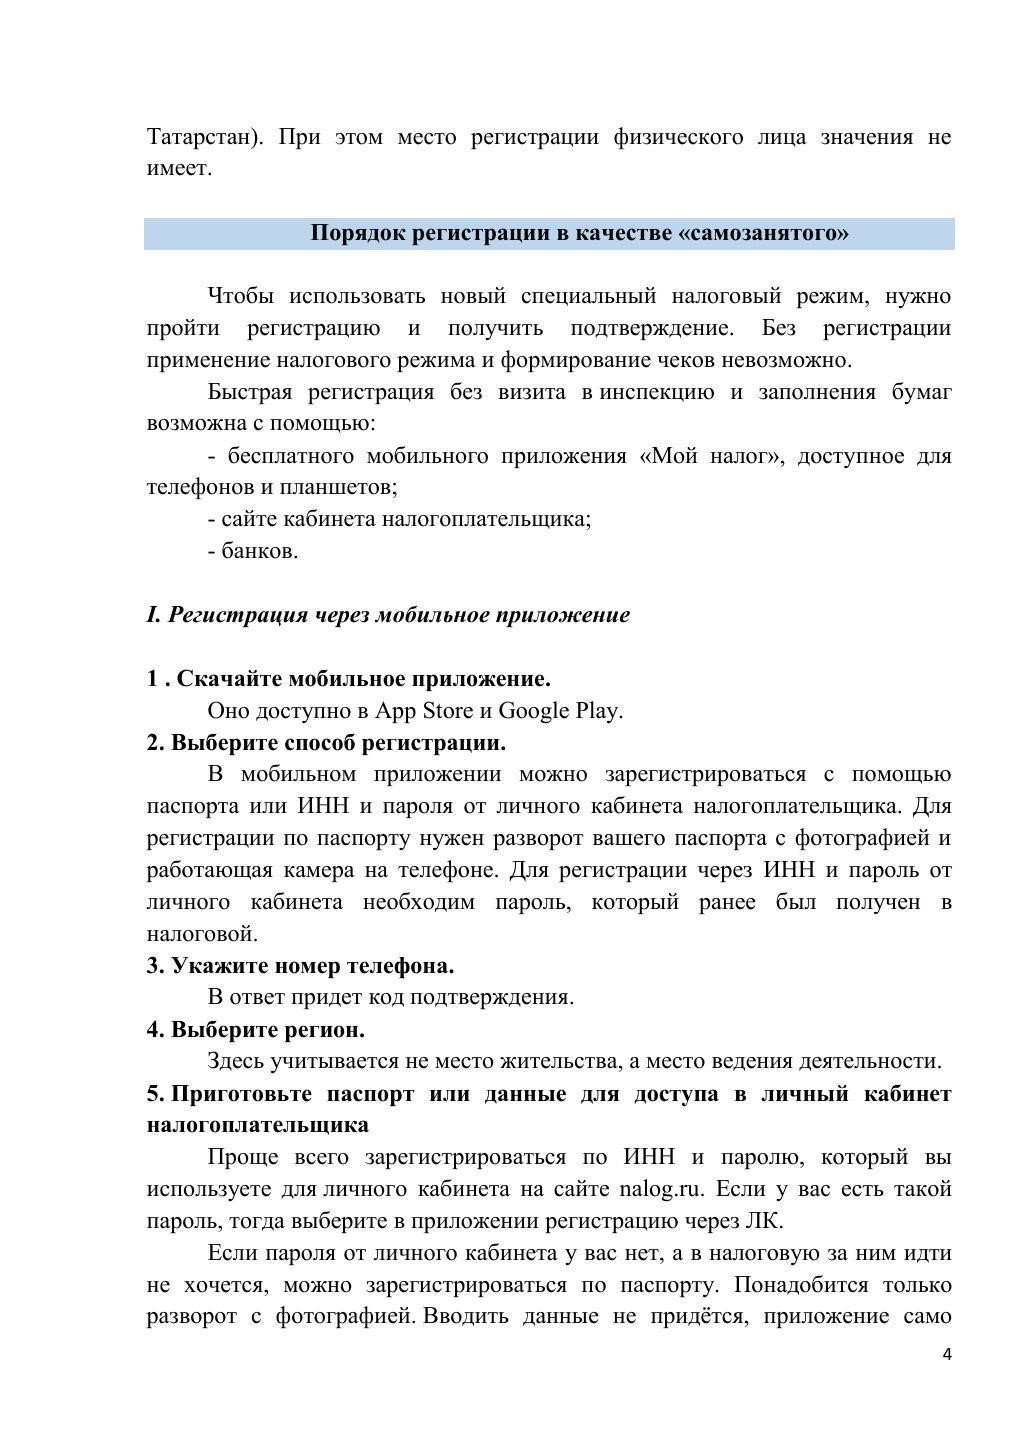 Татарстан). При этом место регистрации физического лица значения не
имеет.
Порядок регистрации в качестве «самозанятого»
Чтобы использовать новый специальный налоговый режим, нужно
пройти регистрацию и получить подтверждение. Без регистрации
применение налогового режима и формирование чеков невозможно.
Быстрая регистрация без визита в инспекцию и заполнения бумаг
возможна с помощью:
- бесплатного мобильного приложения «Мой налог», доступное для
телефонов и планшетов;
- сайте кабинета налогоплательщика;
- банков.
I. Регистрация через мобильное приложение
1 . Скачайте мобильное приложение.
Оно доступно в App Store и Google Play.
2. Выберите способ регистрации.
В мобильном приложении можно зарегистрироваться с помощью
паспорта или ИНН и пароля от личного кабинета налогоплательщика. Для
регистрации по паспорту нужен разворот вашего паспорта с фотографией и
работающая камера на телефоне. Для регистрации через ИНН и пароль от
личного кабинета необходим пароль, который ранее был получен в
налоговой.
3. Укажите номер телефона.
В ответ придет код подтверждения.
4. Выберите регион.
Здесь учитывается не место жительства, а место ведения деятельности.
5. Приготовьте паспорт или данные для доступа в личный кабинет
налогоплательщика
Проще всего зарегистрироваться по ИНН и паролю, который вы
используете для личного кабинета на сайте nalog.ru. Если у вас есть такой
пароль, тогда выберите в приложении регистрацию через ЛК.
Если пароля от личного кабинета у вас нет, а в налоговую за ним идти
не хочется, можно зарегистрироваться по паспорту. Понадобится только
разворот с фотографией. Вводить данные не придётся, приложение само
4